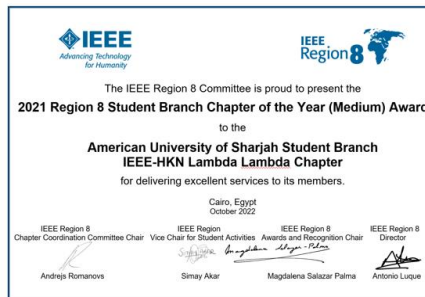 IEEE
Advancing Technology
for Humanity
IEEE
Region 8
The IEEE Region 8 Committee is proud to present the
2021 Region 8 Student Branch Chapter of the Year (Medium) Award
to the
American University of Sharjah Student Branch
IEEE-HKN Lambda Lambda Chapter
for delivering excellent services to its members.
Cairo, Egypt
October 2022
IEEE Region 8 IEEE Region IEEE Region 8 IEEE Region 8
Chapter Coordination Committee Chair Vice Chair for Student Activities Awards and Recognition Chair Director
Magdalena Salazar-Palma
Andrejs Romanovs Simay Akar Magdalena Salazar Palma Antonio Luque